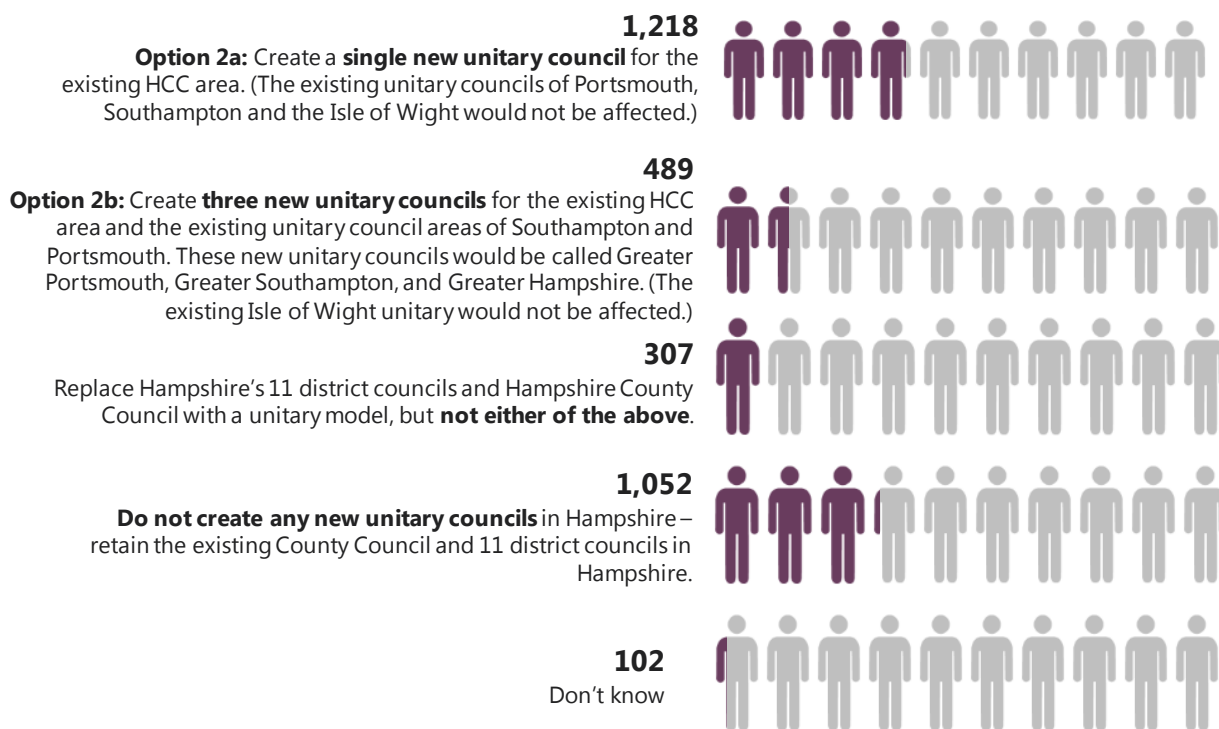 1,218
Option 2a: Create a single new unitary council for the
existing HCC area. (The existing unitary councils of Portsmouth,
Southampton and the Isle of Wight would not be affected.)
489
Option 2b: Create three new unitary councils for the existing HCC
area and the existing unitary council areas of Southampton and
Portsmouth. These new unitary councils would be called Greater
Portsmouth, Greater Southampton, and Greater Hampshire. (The
existing Isle of Wight unitary would not be affected.)
307
Replace Hampshire's 11 district councils and Hampshire County
Council with a unitary model, but not either of the above.
1,052
Do not create any new unitary councils in Hampshire –
retain the existing County Council and 11 district councils in
Hampshire.
102
Don't know